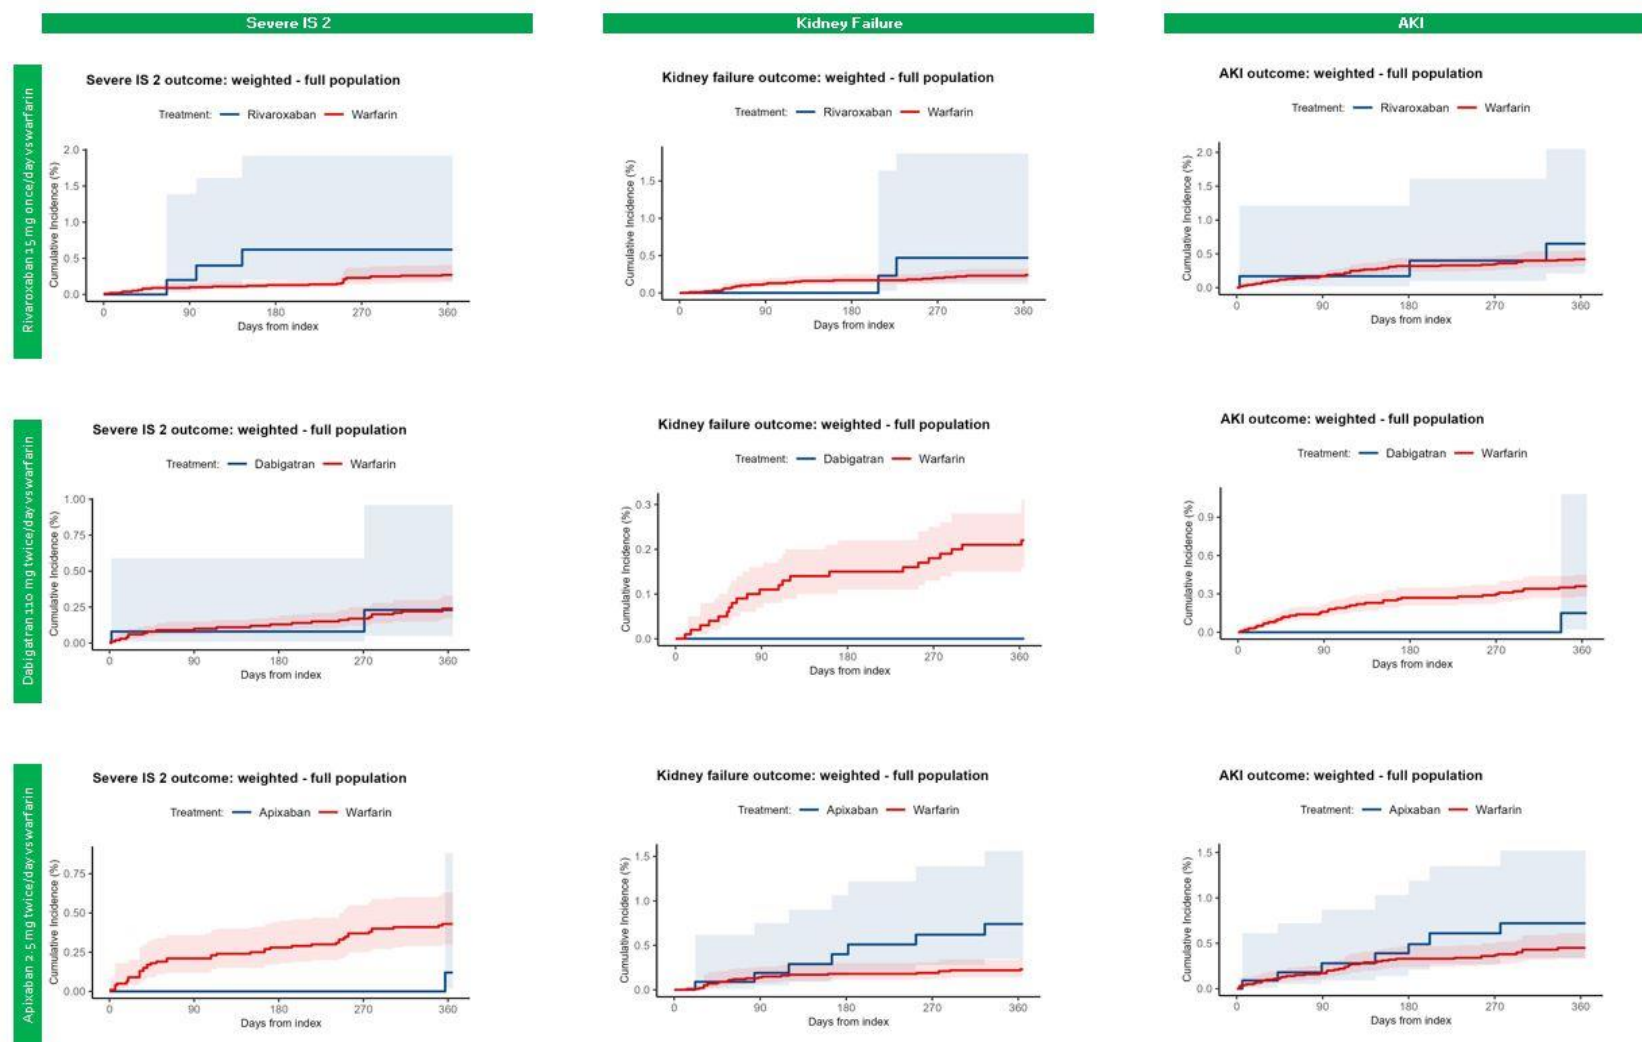 Severe IS 2
Kidney Failure
AKI
Rivaroxaban 15 mg once/day vs warfarin
Severe IS 2 outcome: weighted - full population
Treatment: Rivaroxaban Warfarin
Cumulative Incidence (%)
2.0
1.5
1.0
0.5
0.0
0 90 180 270 360
Days from index
Kidney failure outcome: weighted - full population
Treatment: Rivaroxaban Warfarin
Cumulative Incidence (%)
1.5
1.0
0.5
0.0
0 90 180 270 360
Days from index
AKI outcome: weighted - full population
Treatment: Rivaroxaban Warfarin
Cumulative Incidence (%)
2.0
1.5
1.0
0.5
0.0
0 90 180 270 360
Days from index
Dabigatran 110 mg twice/day vs warfarin
Severe IS 2 outcome: weighted - full population
Treatment: Dabigatran Warfarin
Cumulative Incidence (%)
1.00
0.75
0.50
0.25
0.00
0 90 180 270 360
Days from index
Kidney failure outcome: weighted - full population
Treatment: Dabigatran Warfarin
Cumulative Incidence (%)
0.3
0.2
0.1
0.0
0 90 180 270 360
Days from index
AKI outcome: weighted - full population
Treatment: Dabigatran Warfarin
Cumulative Incidence (%)
0.9
0.6
0.3
0.0
0 90 180 270 360
Days from index
Apixaban 2.5 mg twice/day vs warfarin
Severe IS 2 outcome: weighted - full population
Treatment: Apixaban Warfarin
Cumulative Incidence (%)
0.75
0.50
0.25
0.00
0 90 180 270 360
Days from index
Kidney failure outcome: weighted - full population
Treatment: Apixaban Warfarin
Cumulative Incidence (%)
1.5
1.0
0.5
0.0
0 90 180 270 360
Days from index
AKI outcome: weighted - full population
Treatment: Apixaban Warfarin
Cumulative Incidence (%)
1.5
1.0
0.5
0.0
0 90 180 270 360
Days from index